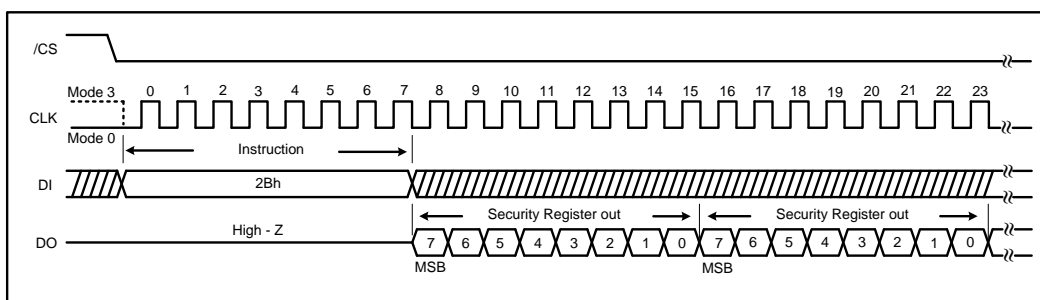 /CS
Mode 3
0 1 2 3 4 5 6 7 8 9 10 11 12 13 14 15 16 17 18 19 20 21 22 23
CLK
Mode 0
Instruction
DI
2Bh
Security Register out Security Register out
High - Z
DO
7 6 5 4 3 2 1 0 7 6 5 4 3 2 1 0
MSB MSB